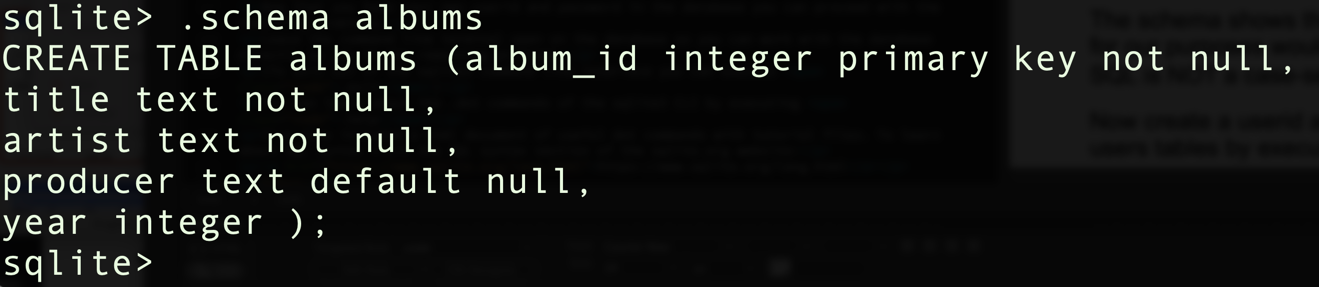 sqlite> .schema albums
CREATE TABLE albums (album_id integer primary key not null,
title text not null,
artist text not null,
producer text default null,
year integer );
sqlite>